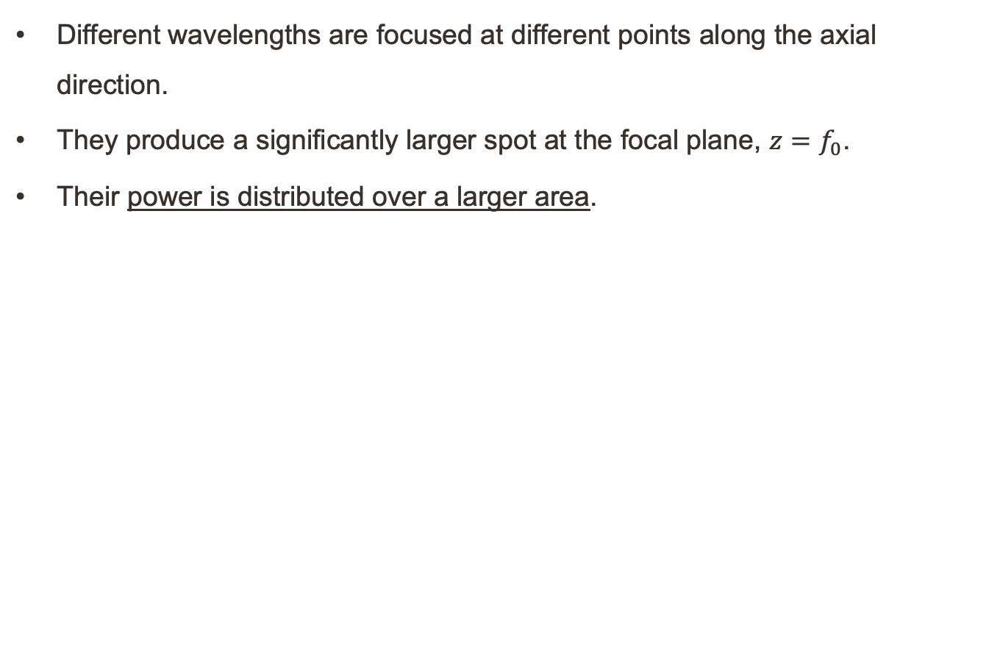 • Different wavelengths are focused at different points along the axial
direction.
• They produce a significantly larger spot at the focal plane, 𝑧 = 𝑓₀.
• Their power is distributed over a larger area.